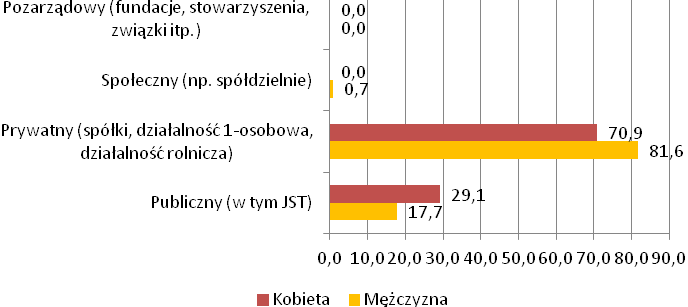 Pozarządowy (fundacje, stowarzyszenia,
związki itp.)
0,0
0,0
Społeczny (np. spółdzielnie)
0,0
0,7
Prywatny (spółki, działalność 1-osobowa,
działalność rolnicza)
70,9
81,6
Publiczny (w tym JST)
29,1
17,7
0,0 10,0 20,0 30,0 40,0 50,0 60,0 70,0 80,0 90,0
Kobieta Mężczyzna